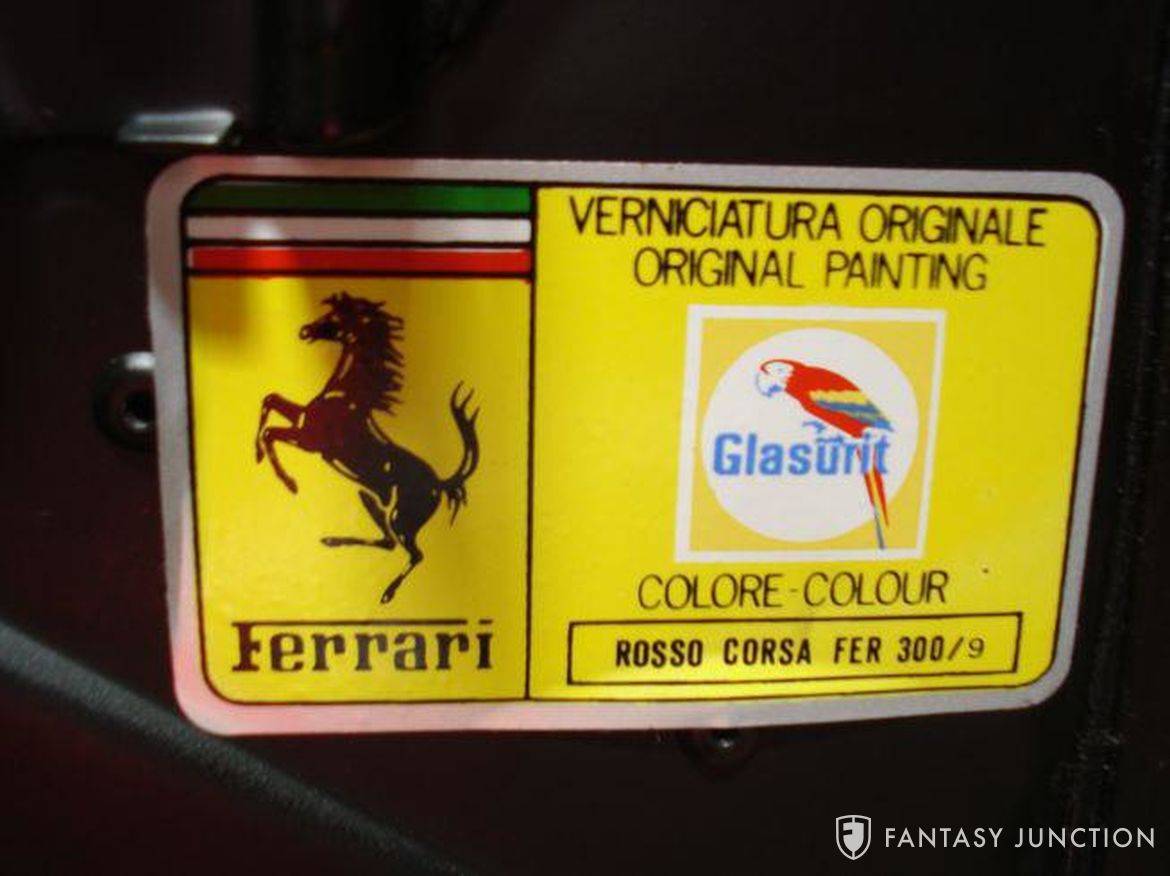 VERNICIATURA ORIGINALE
ORIGINAL PAINTING
Glasurit
COLORE-COLOUR
ROSSO CORSA FER 300/9
Ferrari
FANTASY JUNCTION